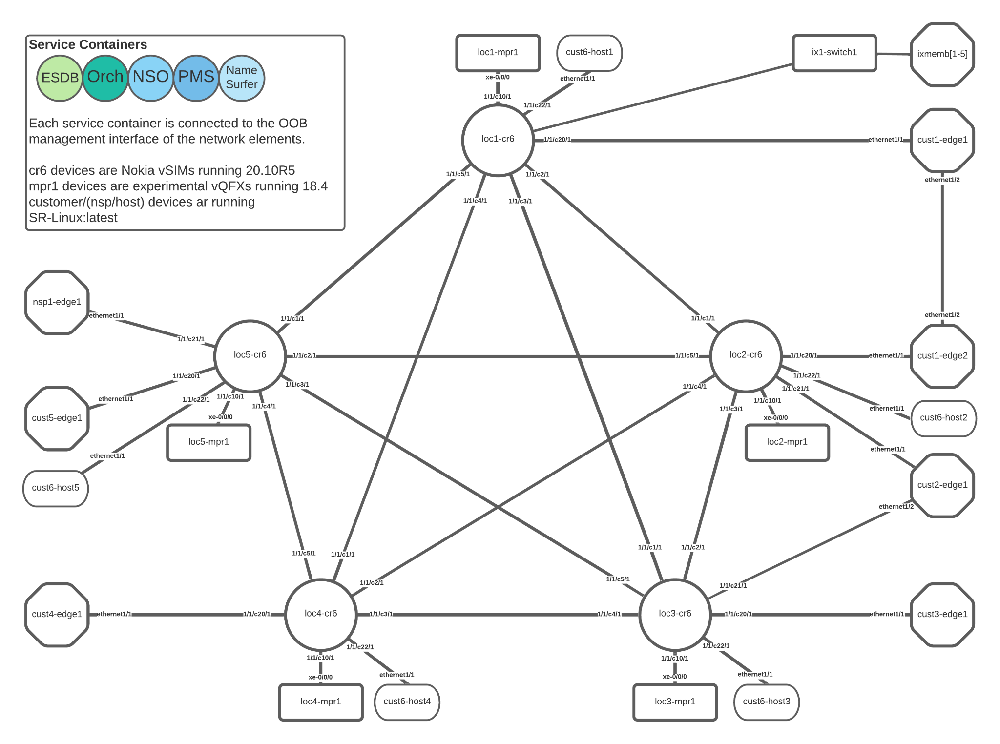 Service Containers
ESDB
Orch
NSO
PMS
Name
Surfer
Each service container is connected to the OOB
management interface of the network elements.
cr6 devices are Nokia vSIMs running 20.10R5
mpr1 devices are experimental vQFXs running 18.4
customer/(nsp/host) devices ar running
SR-Linux:latest
loc1-mpr1
cust6-host1
ix1-switch1
ixmemb[1-5]
xe-0/0/0
ethernet1/1
1/1/c10/1
1/1/c22/1
loc1-cr6
1/1/c20/1
ethernet1/1
cust1-edge1
1/1/c5/1
1/1/c2/1
ethernet1/2
1/1/c4/1
1/1/c3/1
nsp1-edge1
ethernet1/1
1/1/c21/1
1/1/c1/1
1/1/c1/1
ethernet1/2
loc5-cr6
1/1/c2/1
1/1/c5/1
loc2-cr6
1/1/c20/1
ethernet1/1
cust1-edge2
1/1/c20/1
1/1/c3/1
1/1/c4/1
1/1/c22/1
1/1/c21/1
ethernet1/1
1/1/c22/1
1/1/c10/1
1/1/c4/1
1/1/c10/1
1/1/c3/1
ethernet1/1
cust5-edge1
xe-0/0/0
xe-0/0/0
cust6-host2
loc5-mpr1
loc2-mpr1
ethernet1/1
ethernet1/1
cust6-host5
cust2-edge1
ethernet1/2
1/1/c5/1
1/1/c1/1
1/1/c1/1
1/1/c2/1
1/1/c2/1
1/1/c5/1
1/1/c21/1
cust4-edge1
ethernet1/1
1/1/c20/1
loc4-cr6
1/1/c3/1
1/1/c4/1
loc3-cr6
1/1/c20/1
ethernet1/1
cust3-edge1
1/1/c22/1
1/1/c22/1
1/1/c10/1
1/1/c10/1
xe-0/0/0
ethernet1/1
xe-0/0/0
ethernet1/1
loc4-mpr1
cust6-host4
loc3-mpr1
cust6-host3